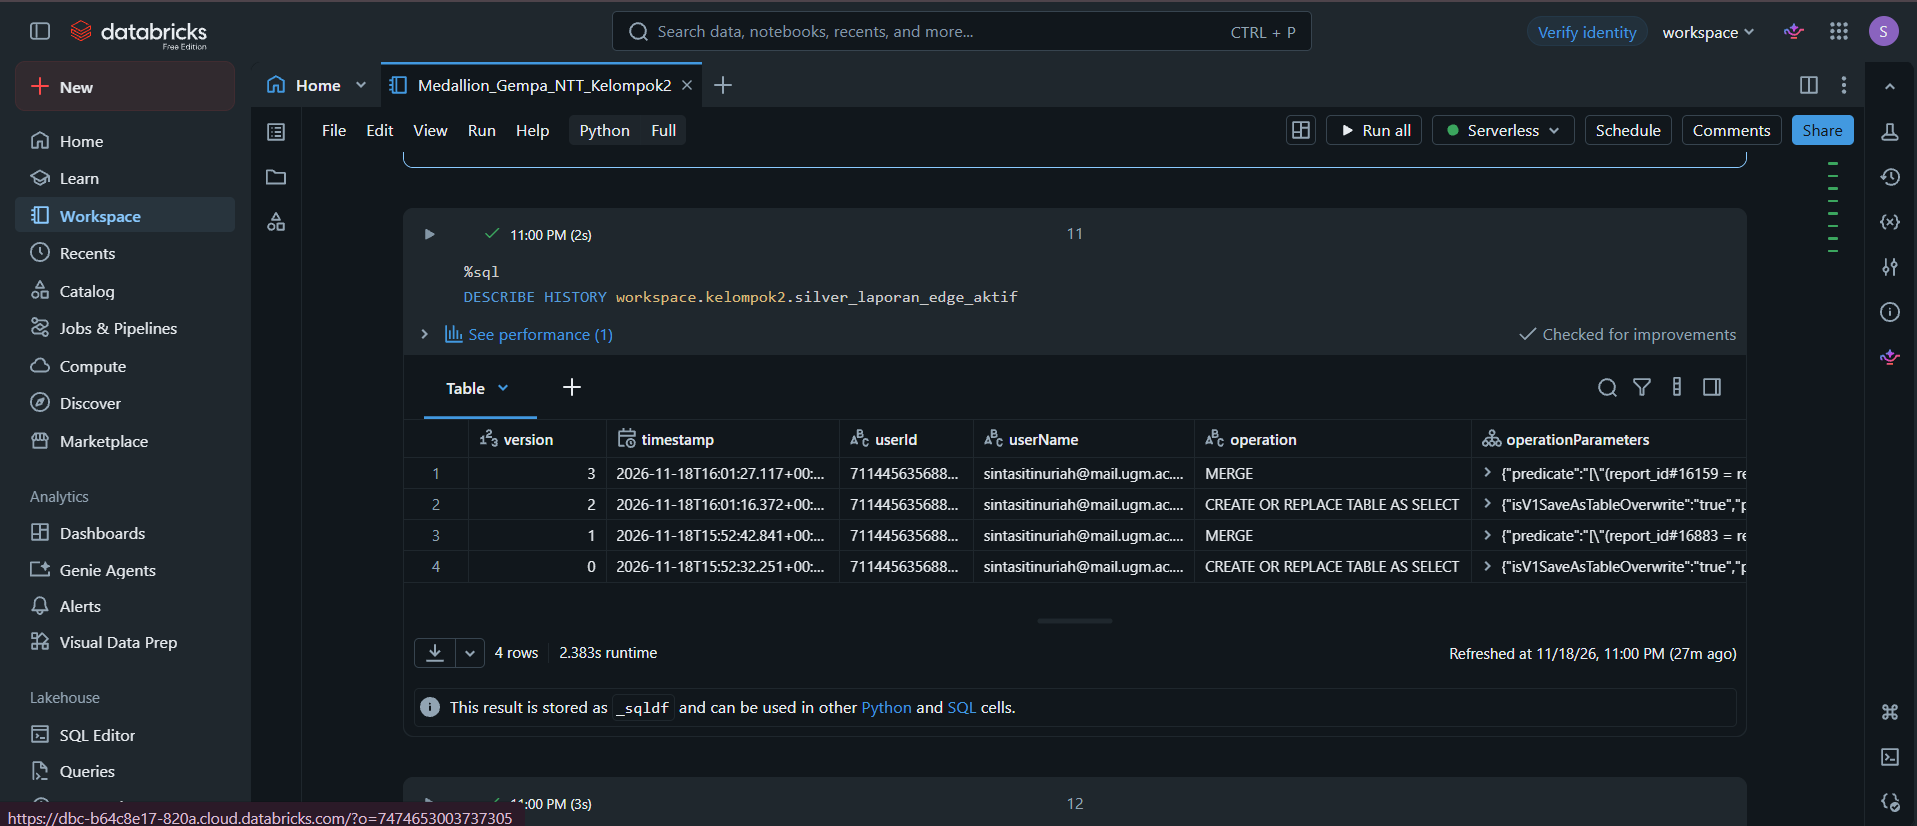 databricks
Free Edition
Search data, notebooks, recents, and more...
CTRL + P
Verify identity
workspace
S
New
Home
Learn
Workspace
Recents
Catalog
Jobs & Pipelines
Compute
Discover
Marketplace
Analytics
Dashboards
Genie Agents
Alerts
Visual Data Prep
Lakehouse
SQL Editor
Queries
https://dbc-b64c8e17-820a.cloud.databricks.com/?o=7474653003737305
Home
Medallion_Gempa_NTT_Kelompok2
File Edit View Run Help Python Full
Run all
Serverless
Schedule
Comments
Share
11:00 PM (2s)
11
%sql
DESCRIBE HISTORY workspace.kelompok2.silver_laporan_edge_aktif
See performance (1)
Checked for improvements
Table
version timestamp userId userName operation operationParameters
1 3 2026-11-18T16:01:27.117+00:... 711445635688... sintasitinuriah@mail.ugm.ac.... MERGE {"predicate":"[\"(report_id#16159 = re
2 2 2026-11-18T16:01:16.372+00:... 711445635688... sintasitinuriah@mail.ugm.ac.... CREATE OR REPLACE TABLE AS SELECT {"isV1SaveAsTableOverwrite":"true","p
3 1 2026-11-18T15:52:42.841+00:... 711445635688... sintasitinuriah@mail.ugm.ac.... MERGE {"predicate":"[\"(report_id#16883 = re
4 0 2026-11-18T15:52:32.251+00:... 711445635688... sintasitinuriah@mail.ugm.ac.... CREATE OR REPLACE TABLE AS SELECT {"isV1SaveAsTableOverwrite":"true","p
4 rows
2.383s runtime
Refreshed at 11/18/26, 11:00 PM (27m ago)
This result is stored as _sqldf and can be used in other Python and SQL cells.
11:00 PM (3s)
12